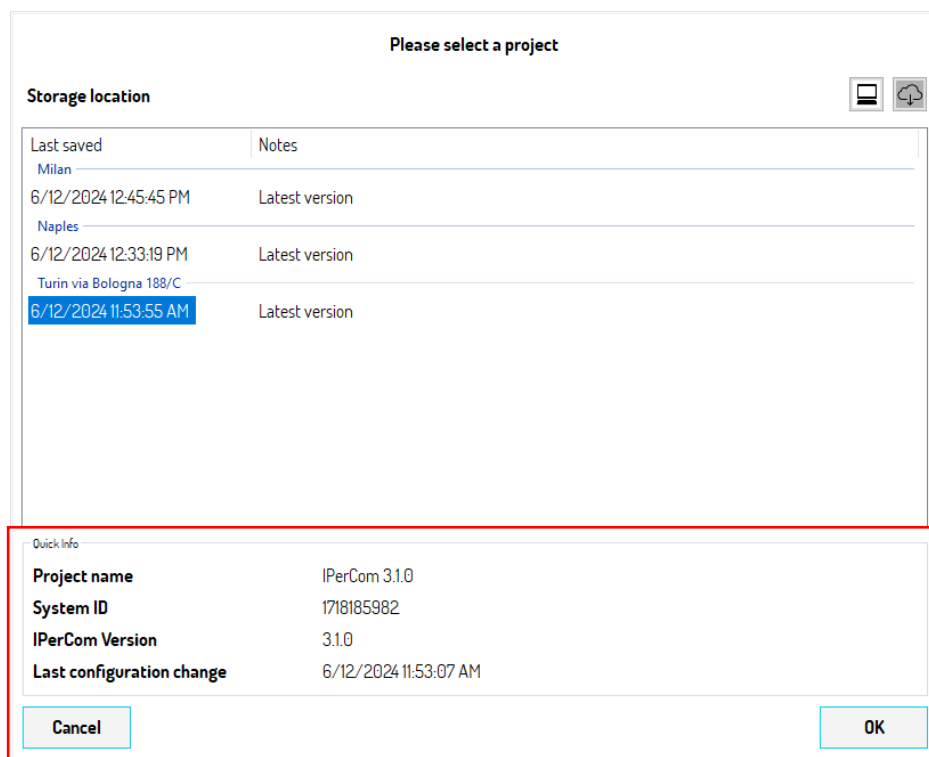 Please select a project
Storage location
Last saved Notes
Milan
6/12/2024 12:45:45 PM Latest version
Naples
6/12/2024 12:33:19 PM Latest version
Turin via Bologna 188/C
6/12/2024 11:53:55 AM Latest version
Quick Info
Project name IPerCom 3.1.0
System ID 1718185982
IPerCom Version 3.1.0
Last configuration change 6/12/2024 11:53:07 AM
Cancel OK